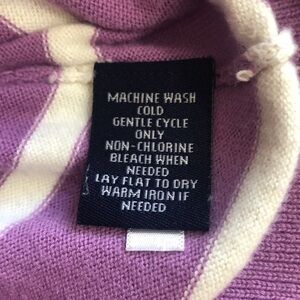 MACHINE WASH
COLD
GENTLE CYCLE
ONLY
NON-CHLORINE
BLEACH WHEN
NEEDED
LAY FLAT TO DRY
WARM IRON IF
NEEDED